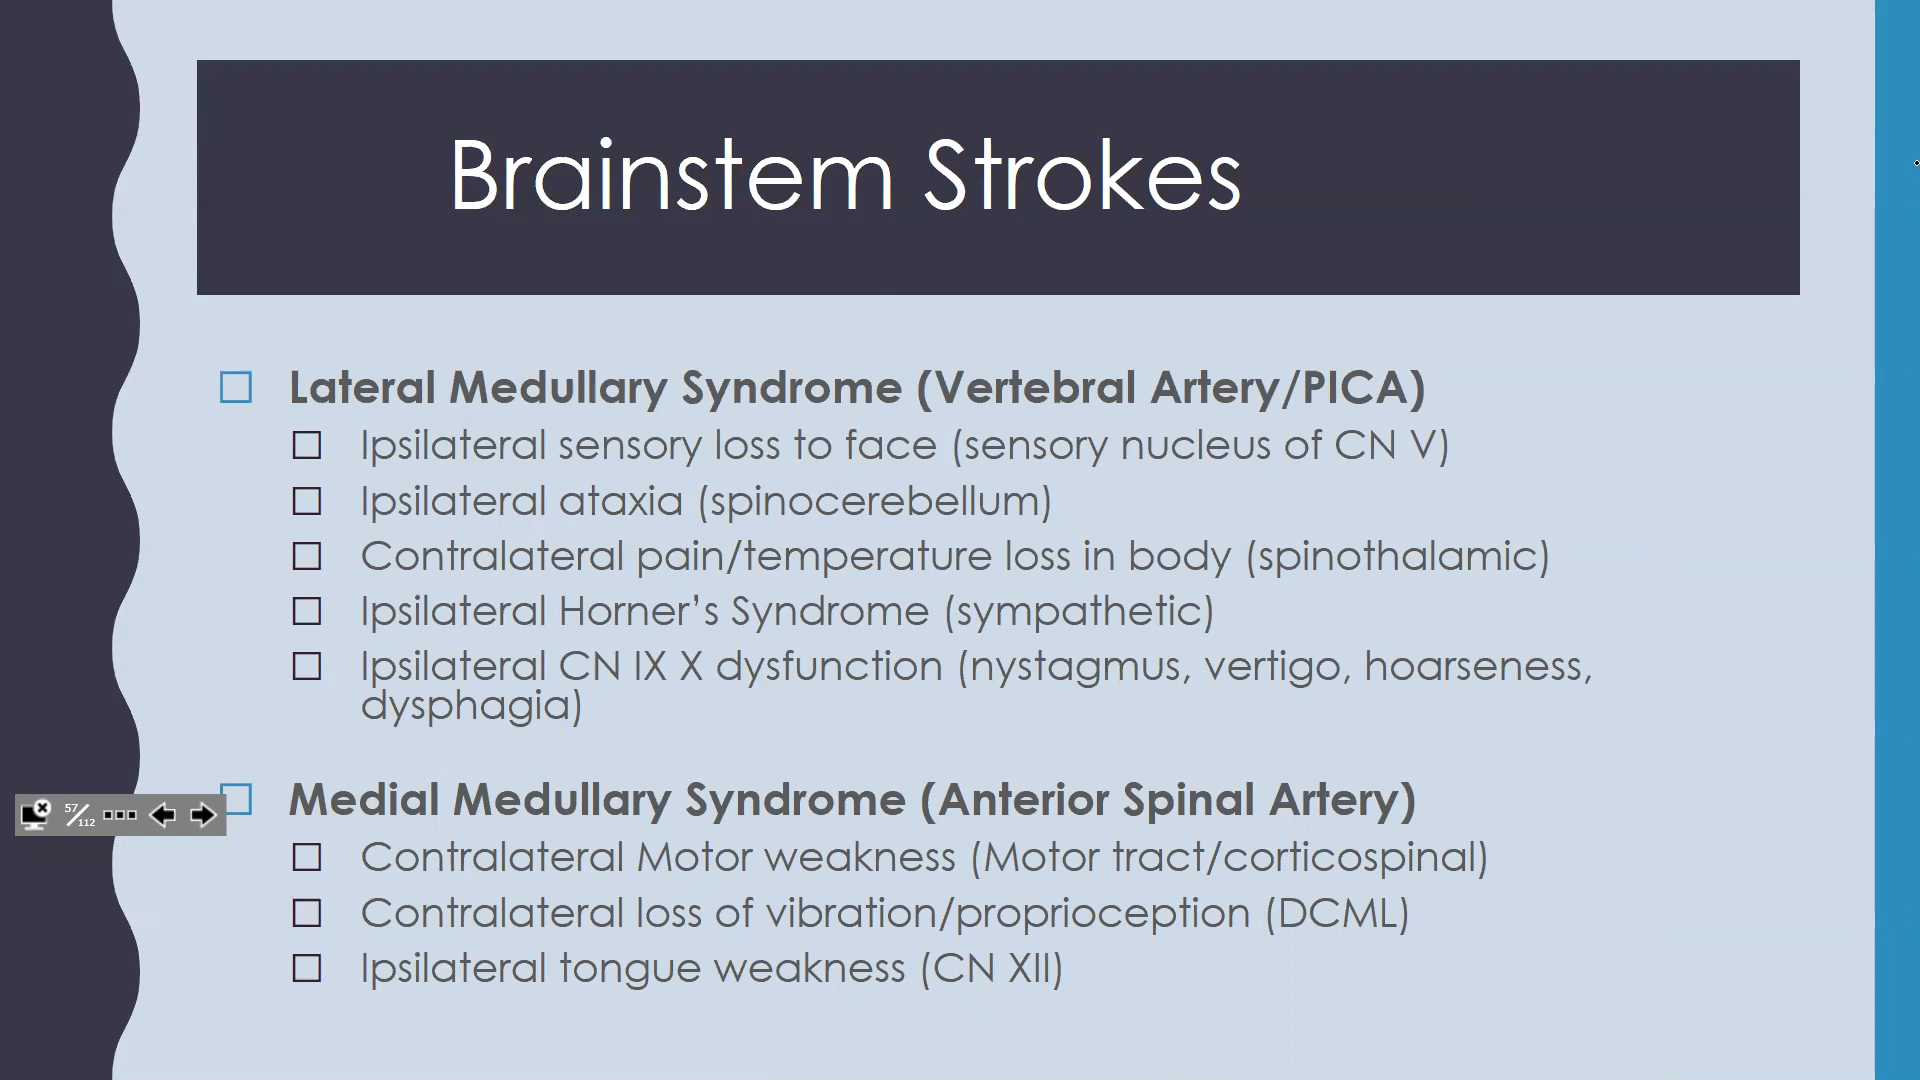 Brainstem Strokes
Lateral Medullary Syndrome (Vertebral Artery/PICA)
Ipsilateral sensory loss to face (sensory nucleus of CN V)
Ipsilateral ataxia (spinocerebellum)
Contralateral pain/temperature loss in body (spinothalamic)
Ipsilateral Horner’s Syndrome (sympathetic)
Ipsilateral CN IX X dysfunction (nystagmus, vertigo, hoarseness,
dysphagia)
Medial Medullary Syndrome (Anterior Spinal Artery)
57/112
Contralateral Motor weakness (Motor tract/corticospinal)
Contralateral loss of vibration/proprioception (DCML)
Ipsilateral tongue weakness (CN XII)